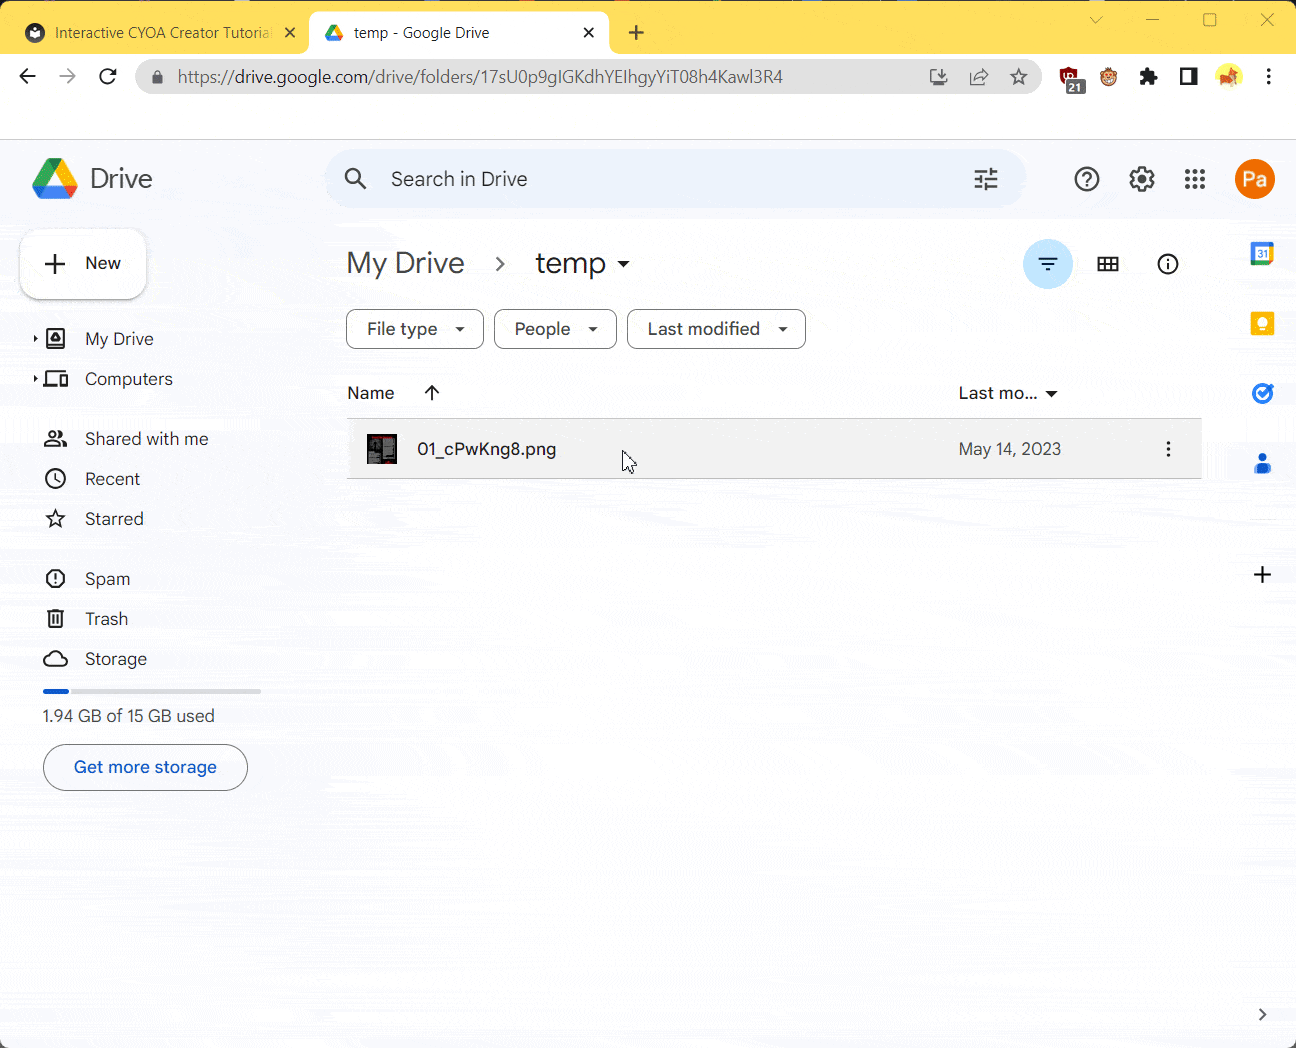 Interactive CYOA Creator Tutoria
temp - Google Drive
https://drive.google.com/drive/folders/17sU0p9gIGKdhYEIhgyYiT08h4Kawl3R4
21
Drive
Search in Drive
Pa
New
My Drive
temp
31
File type
People
Last modified
My Drive
Computers
Name
Last mo...
Shared with me
01_cPwKng8.png
May 14, 2023
Recent
Starred
Spam
Trash
Storage
1.94 GB of 15 GB used
Get more storage